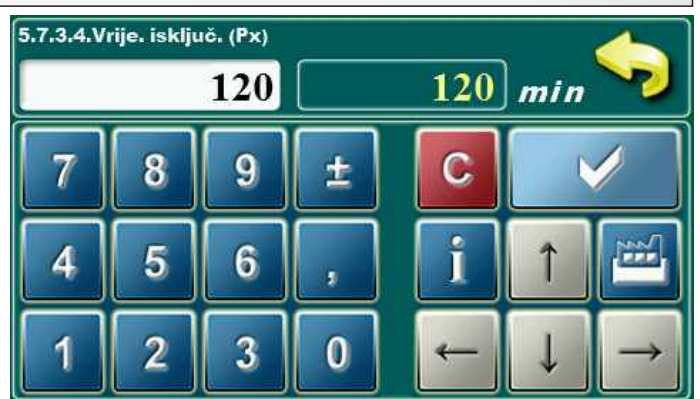 5.7.3.4.Vrije. isključ. (Px)
120 120 min
7 8 9 ± C
4 5 6 , i ↑
1 2 3 0 ← ↓ →